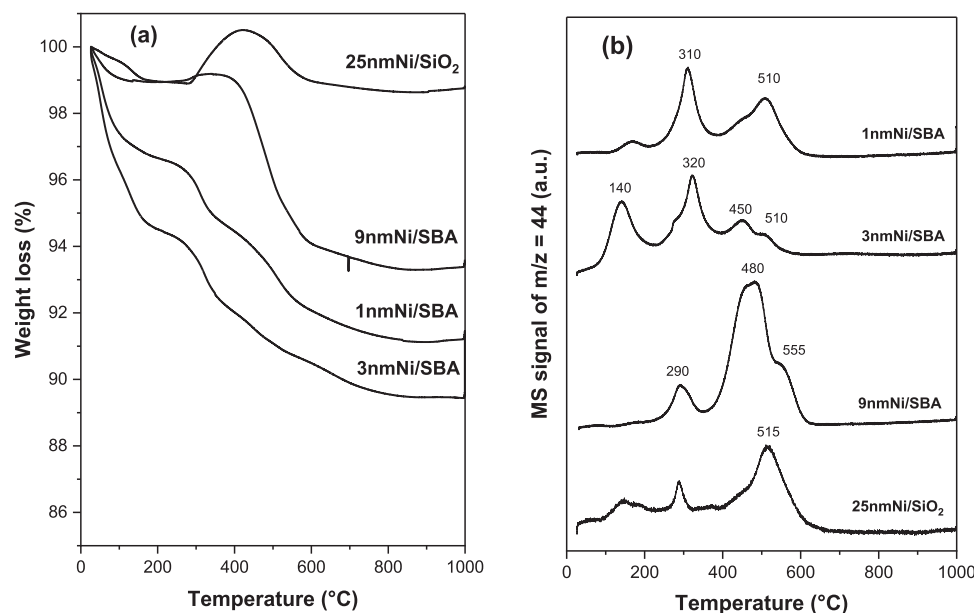 (a)
25nmNi/SiO₂
9nmNi/SBA
1nmNi/SBA
3nmNi/SBA
100
98
96
94
92
90
88
86
0
200
400
600
800
1000
Weight loss (%)
Temperature (°C)
(b)
310
510
1nmNi/SBA
140
320
450
510
3nmNi/SBA
480
555
290
9nmNi/SBA
515
25nmNi/SiO₂
0
200
400
600
800
1000
MS signal of m/z = 44 (a.u.)
Temperature (°C)